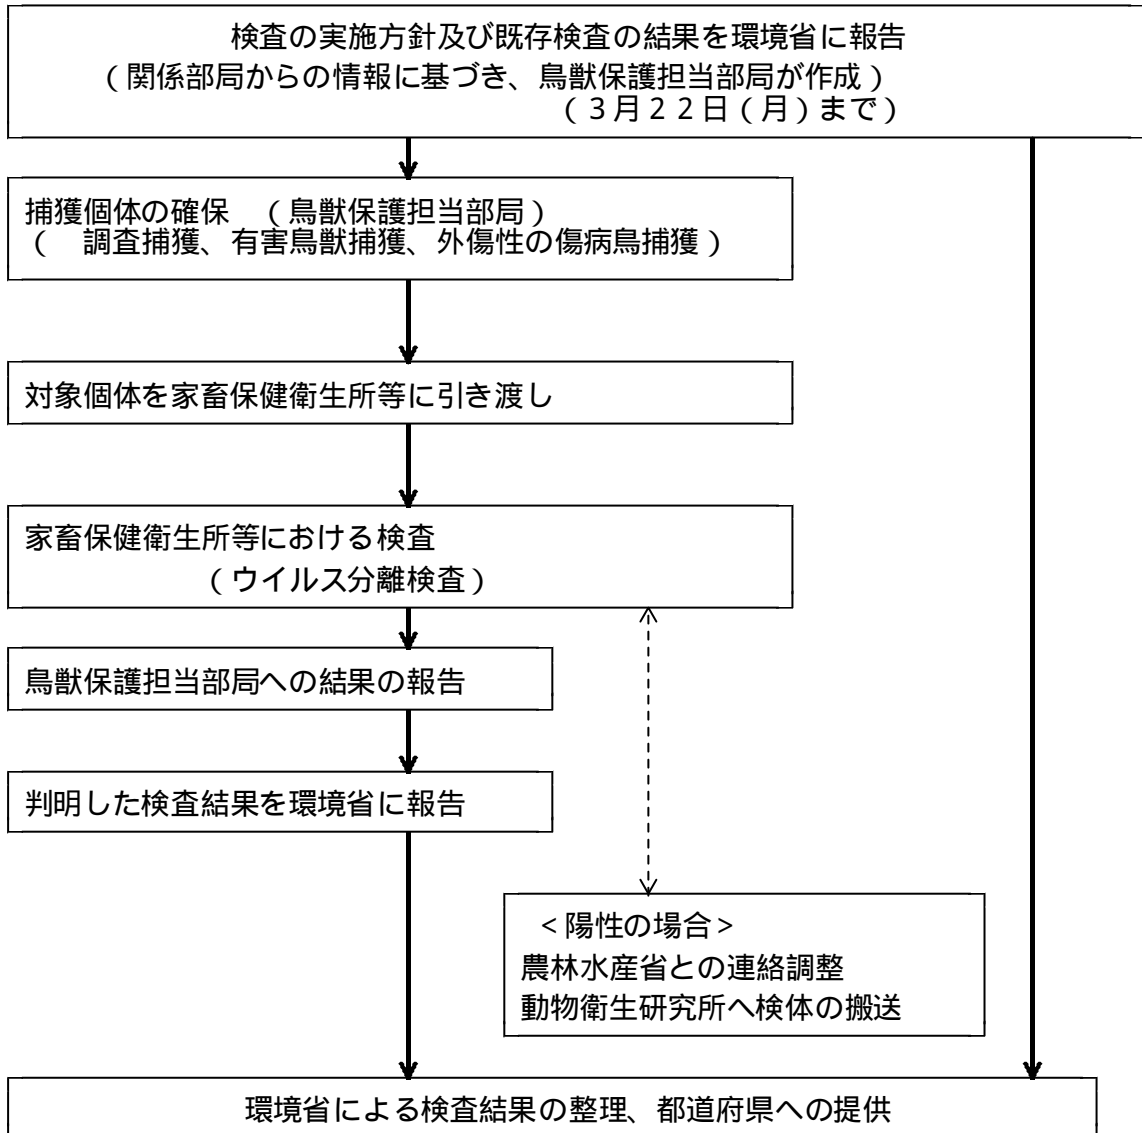 検査の実施方針及び既存検査の結果を環境省に報告
（関係部局からの情報に基づき、鳥獣保護担当部局が作成）
（３月２２日（月）まで）
捕獲個体の確保　（鳥獣保護担当部局）
（　調査捕獲、有害鳥獣捕獲、外傷性の傷病鳥捕獲）
対象個体を家畜保健衛生所等に引き渡し
家畜保健衛生所等における検査
（ウイルス分離検査）
鳥獣保護担当部局への結果の報告
判明した検査結果を環境省に報告
＜陽性の場合＞
農林水産省との連絡調整
動物衛生研究所へ検体の搬送
環境省による検査結果の整理、都道府県への提供